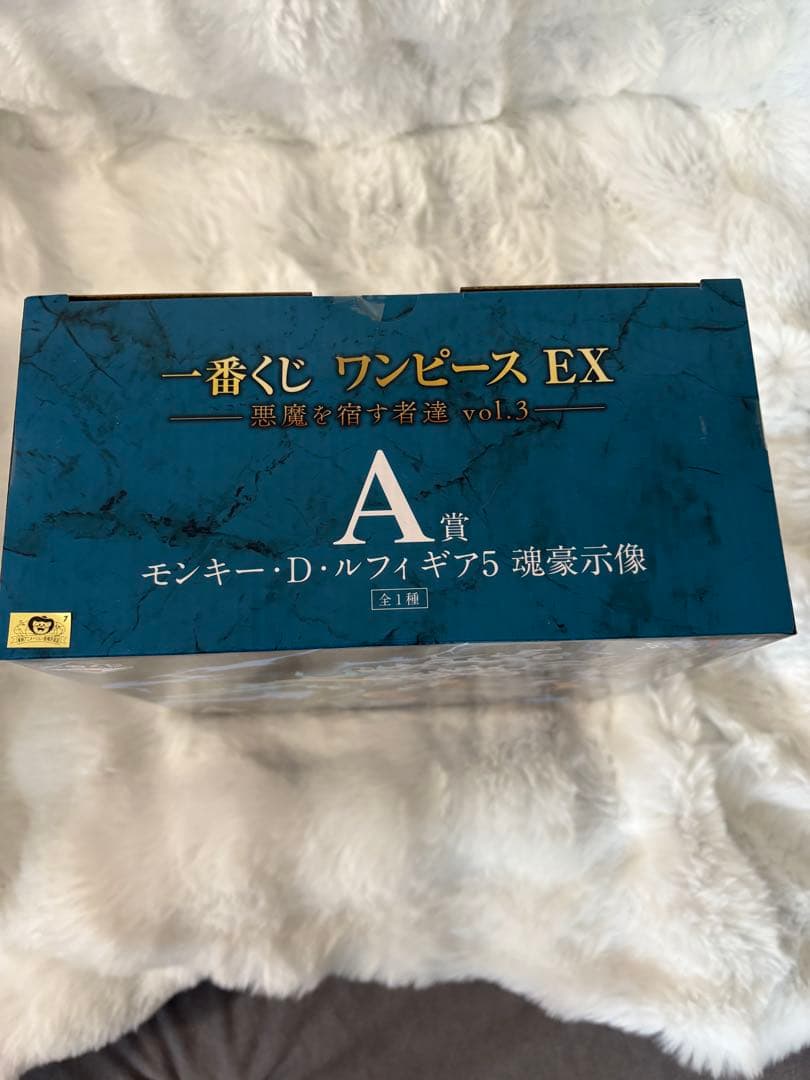 一番くじ ワンピース EX
悪魔を宿す者達 vol.3
A賞
モンキー・D・ルフィ ギア5 魂豪示像
全1種
7